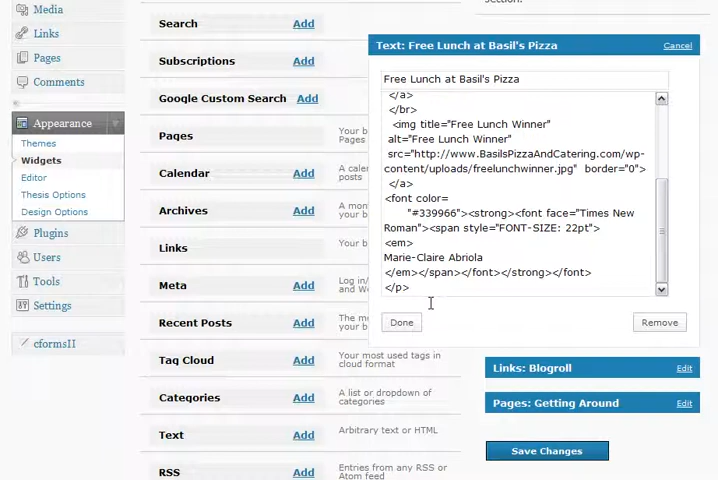 section.
Media
Links
Pages
Comments
Appearance
Themes
Widgets
Editor
Thesis Options
Design Options
Plugins
Users
Tools
Settings
cformsII
Search Add
Subscriptions Add
Google Custom Search Add
Pages Your b
Pages
Calendar A cale
posts
Archives A mon
your b
Links Your b
Meta Log in/
and W
Recent Posts The m
your b
Tag Cloud Add Your most used tags in
cloud format
Categories Add A list or dropdown of
categories
Text Add Arbitrary text or HTML
RSS Add Entries from any RSS or
Atom feed
Text: Free Lunch at Basil's Pizza Cancel
Free Lunch at Basil's Pizza
</a>
</br>
<img title="Free Lunch Winner"
alt="Free Lunch Winner"
src="http://www.BasilsPizzaAndCatering.com/wp-
content/uploads/freelunchwinner.jpg" border="0">
</a>
<font color=
"#339966"><strong><font face="Times New
Roman"><span style="FONT-SIZE: 22pt">
<em>
Marie-Claire Abriola
</em></span></font></strong></font>
</p>
Done Remove
Links: Blogroll Edit
Pages: Getting Around Edit
Save Changes